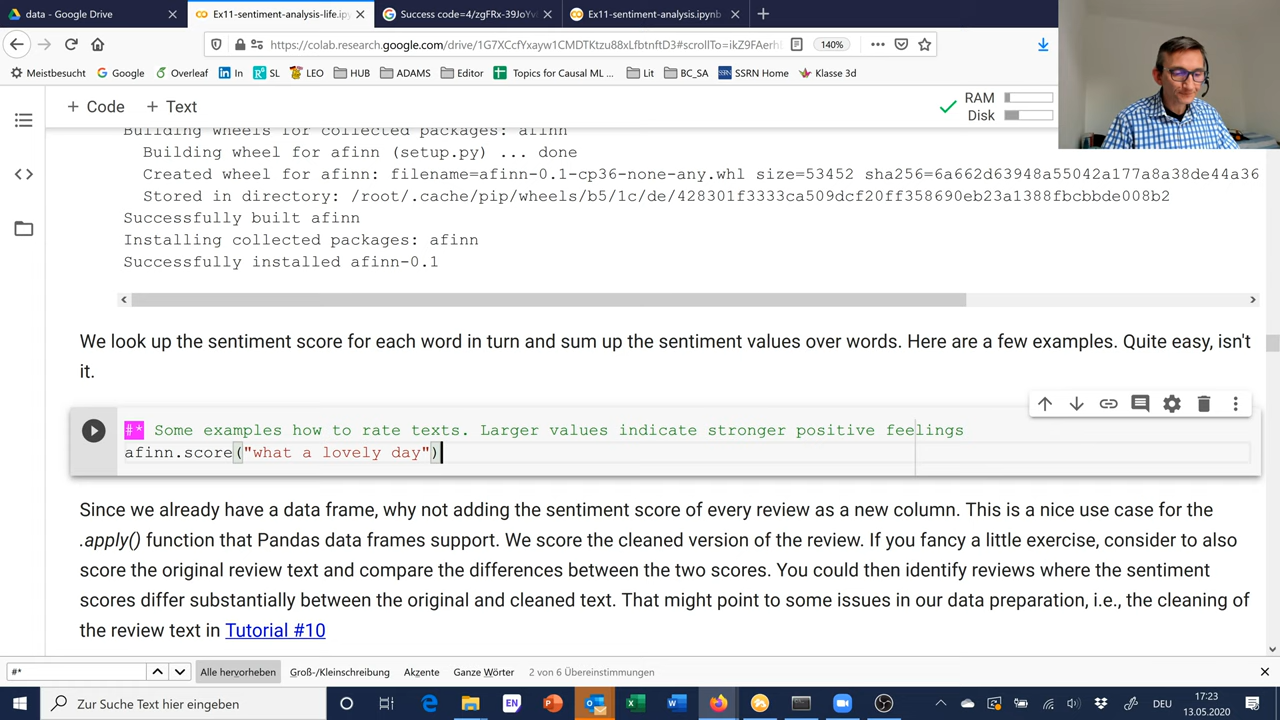 data - Google Drive
Ex11-sentiment-analysis-life.ipy
Success code=4/zgFRx-39JoYv
Ex11-sentiment-analysis.ipynb
https://colab.research.google.com/drive/1G7XCcfYxayw1CMDTKtzu88xLfbtnftD3#scrollTo=ikZ9FAerh
140%
Meistbesucht Google Overleaf In SL LEO HUB ADAMS Editor Topics for Causal ML ... Lit BC_SA SSRN Home Klasse 3d
+ Code + Text
RAM
Disk
Building wheels for collected packages: afinn
Building wheel for afinn (setup.py) ... done
Created wheel for afinn: filename=afinn-0.1-cp36-none-any.whl size=53452 sha256=6a662d63948a55042a177a8a38de44a36
Stored in directory: /root/.cache/pip/wheels/b5/1c/de/428301f3333ca509dcf20ff358690eb23a1388fbcbbde008b2
Successfully built afinn
Installing collected packages: afinn
Successfully installed afinn-0.1
We look up the sentiment score for each word in turn and sum up the sentiment values over words. Here are a few examples. Quite easy, isn't
it.
#* Some examples how to rate texts. Larger values indicate stronger positive feelings
afinn.score("what a lovely day")
Since we already have a data frame, why not adding the sentiment score of every review as a new column. This is a nice use case for the
.apply() function that Pandas data frames support. We score the cleaned version of the review. If you fancy a little exercise, consider to also
score the original review text and compare the differences between the two scores. You could then identify reviews where the sentiment
scores differ substantially between the original and cleaned text. That might point to some issues in our data preparation, i.e., the cleaning of
the review text in Tutorial #10
#* Alle hervorheben Groß-/Kleinschreibung Akzente Ganze Wörter 2 von 6 Übereinstimmungen
Zur Suche Text hier eingeben
EN
DEU
17:23
13.05.2020